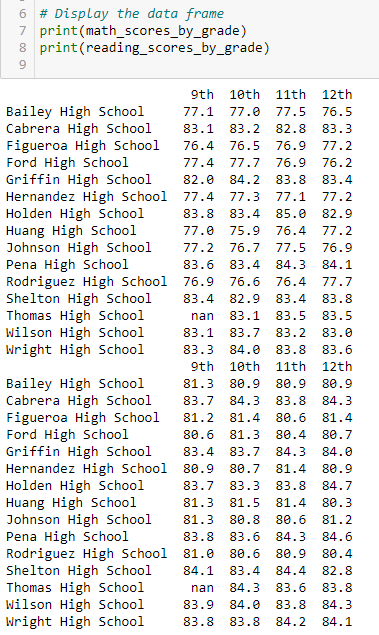 6 # Display the data frame
7 print(math_scores_by_grade)
8 print(reading_scores_by_grade)
9
9th 10th 11th 12th
Bailey High School 77.1 77.0 77.5 76.5
Cabrera High School 83.1 83.2 82.8 83.3
Figueroa High School 76.4 76.5 76.9 77.2
Ford High School 77.4 77.7 76.9 76.2
Griffin High School 82.0 84.2 83.8 83.4
Hernandez High School 77.4 77.3 77.1 77.2
Holden High School 83.8 83.4 85.0 82.9
Huang High School 77.0 75.9 76.4 77.2
Johnson High School 77.2 76.7 77.5 76.9
Pena High School 83.6 83.4 84.3 84.1
Rodriguez High School 76.9 76.6 76.4 77.7
Shelton High School 83.4 82.9 83.4 83.8
Thomas High School nan 83.1 83.5 83.5
Wilson High School 83.1 83.7 83.2 83.0
Wright High School 83.3 84.0 83.8 83.6
9th 10th 11th 12th
Bailey High School 81.3 80.9 80.9 80.9
Cabrera High School 83.7 84.3 83.8 84.3
Figueroa High School 81.2 81.4 80.6 81.4
Ford High School 80.6 81.3 80.4 80.7
Griffin High School 83.4 83.7 84.3 84.0
Hernandez High School 80.9 80.7 81.4 80.9
Holden High School 83.7 83.3 83.8 84.7
Huang High School 81.3 81.5 81.4 80.3
Johnson High School 81.3 80.8 80.6 81.2
Pena High School 83.8 83.6 84.3 84.6
Rodriguez High School 81.0 80.6 80.9 80.4
Shelton High School 84.1 83.4 84.4 82.8
Thomas High School nan 84.3 83.6 83.8
Wilson High School 83.9 84.0 83.8 84.3
Wright High School 83.8 83.8 84.2 84.1